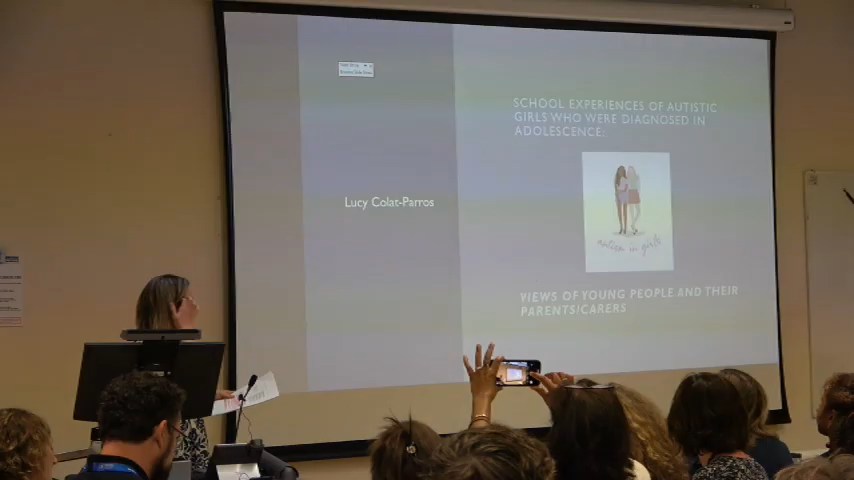 Lucy Colat-Parros
SCHOOL EXPERIENCES OF AUTISTIC
GIRLS WHO WERE DIAGNOSED IN
ADOLESCENCE:
autism in girls
VIEWS OF YOUNG PEOPLE AND THEIR
PARENTS/CARERS